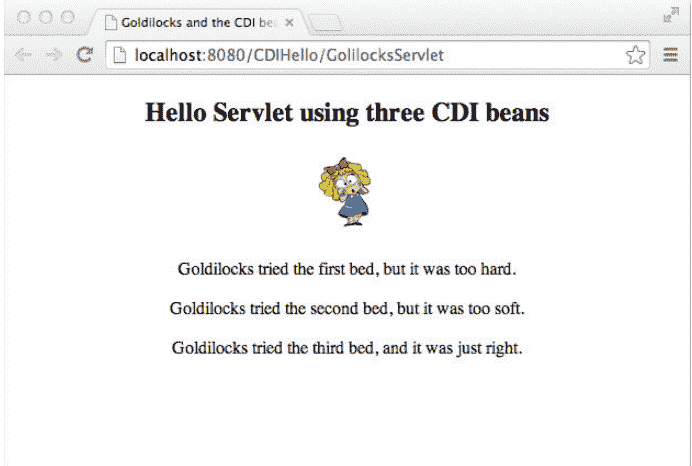 Goldilocks and the CDI be
localhost:8080/CDIHello/GolilocksServlet
Hello Servlet using three CDI beans
Goldilocks tried the first bed, but it was too hard.
Goldilocks tried the second bed, but it was too soft.
Goldilocks tried the third bed, and it was just right.